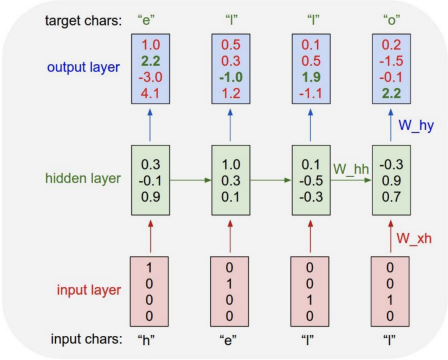 target chars: “e” “l” “l” “o”
output layer
1.0 0.5 0.1 0.2
2.2 0.3 0.5 -1.5
-3.0 -1.0 1.9 -0.1
4.1 1.2 -1.1 2.2
W_hy
hidden layer
0.3 1.0 0.1 -0.3
-0.1 0.3 -0.5 0.9
0.9 0.1 -0.3 0.7
W_hh
W_xh
input layer
1 0 0 0
0 1 0 0
0 0 1 1
0 0 0 0
input chars: “h” “e” “l” “l”